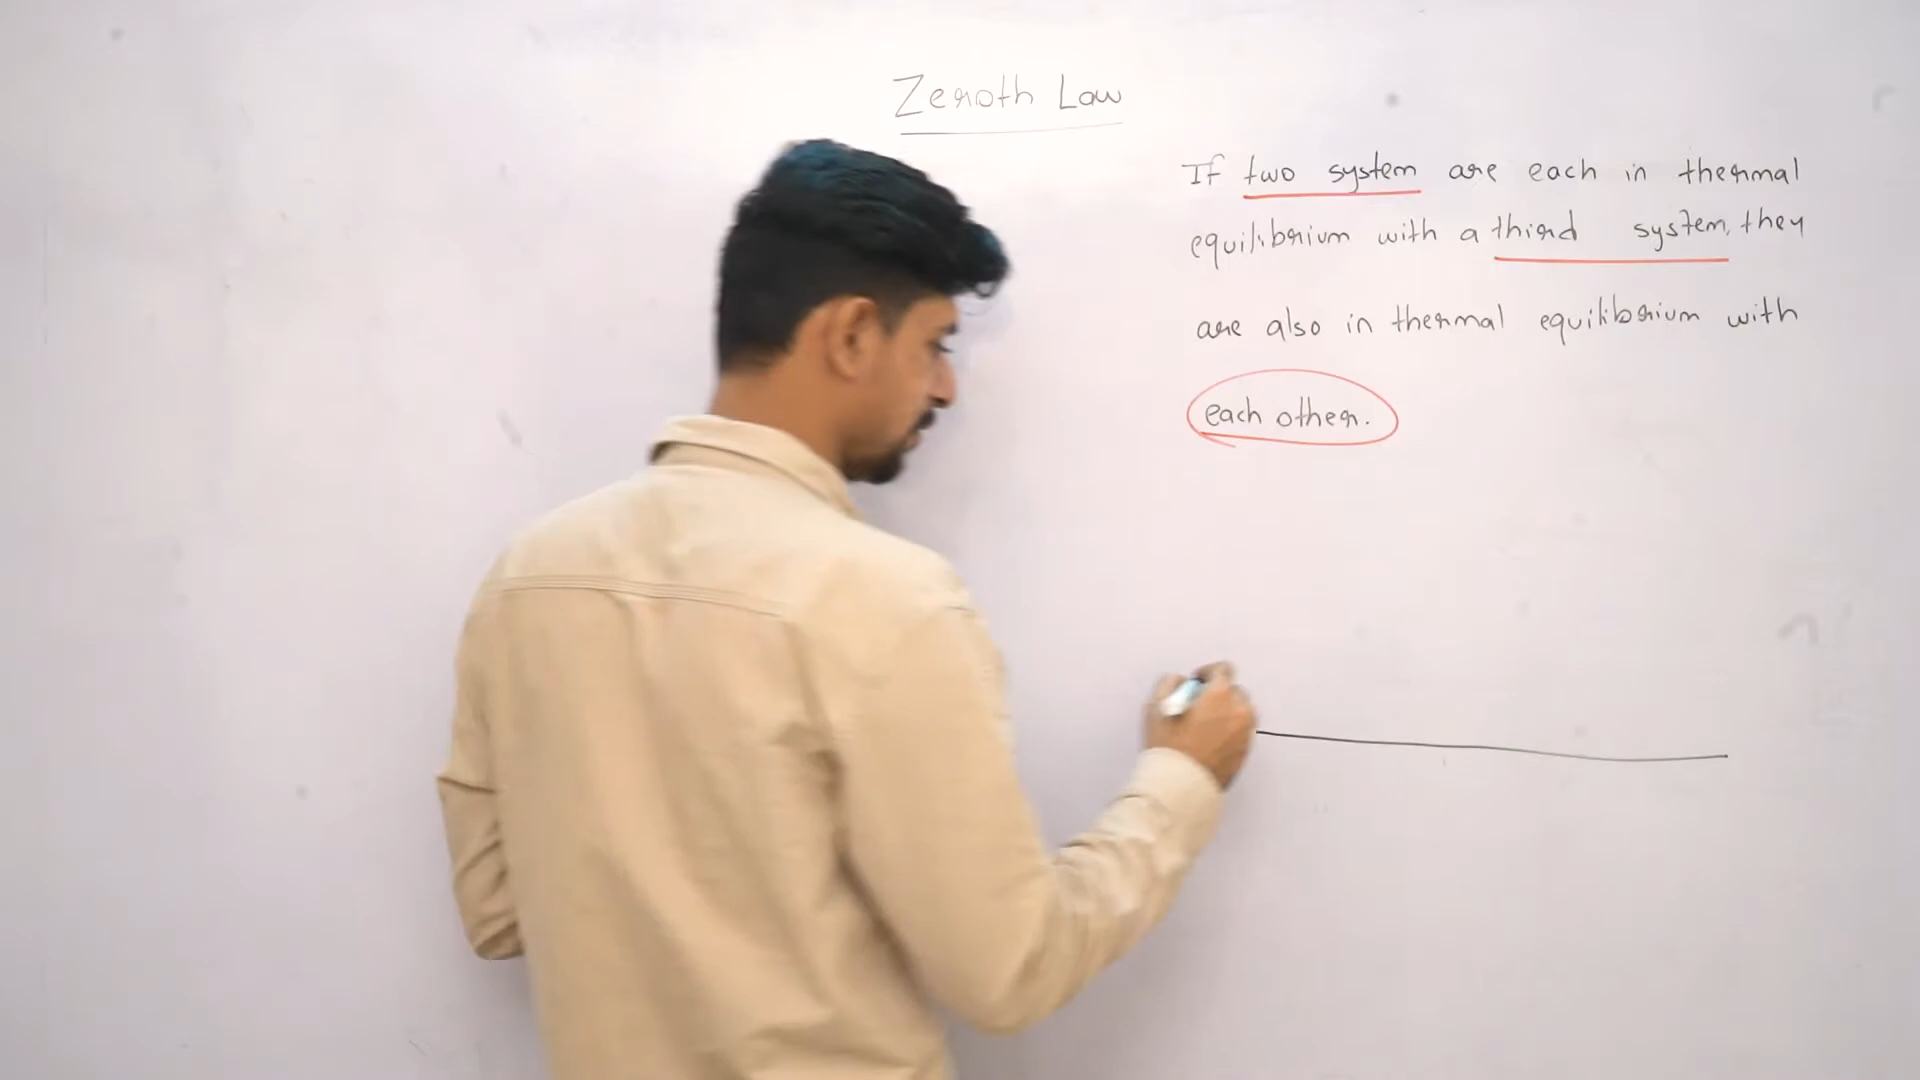 Zeroth Law
If two system are each in thermal
equilibrium with a third system, they
are also in thermal equilibrium with
each other.